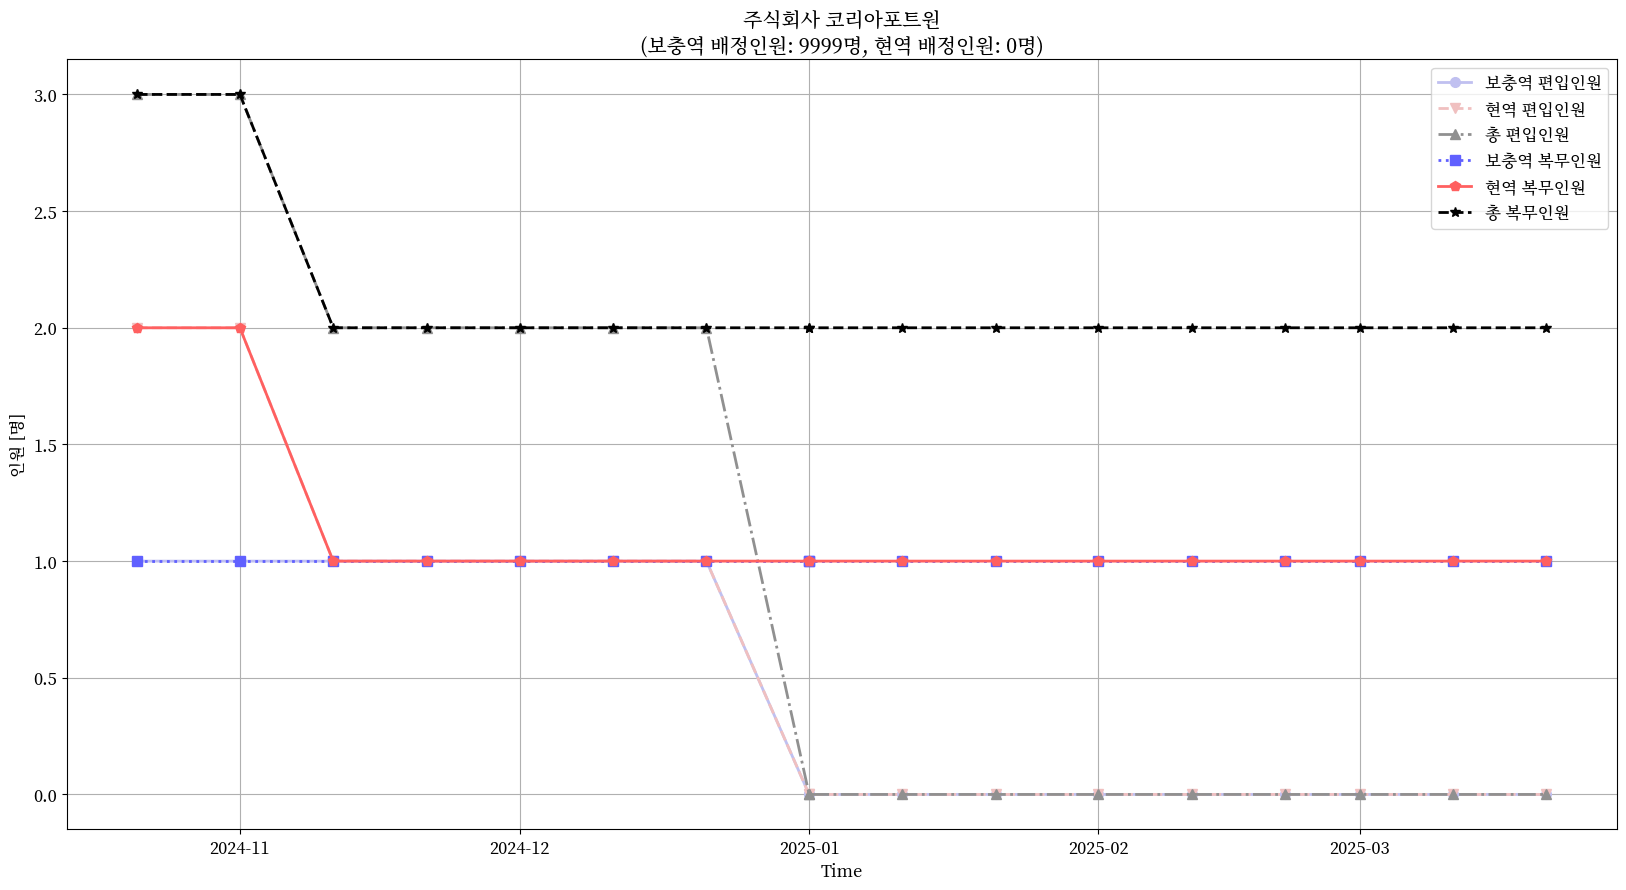 주식회사 코리아포트원
(보충역 배정인원: 9999명, 현역 배정인원: 0명)
보충역 편입인원
현역 편입인원
총 편입인원
보충역 복무인원
현역 복무인원
총 복무인원
인원 [명]
3.0
2.5
2.0
1.5
1.0
0.5
0.0
2024-11
2024-12
2025-01
2025-02
2025-03
Time